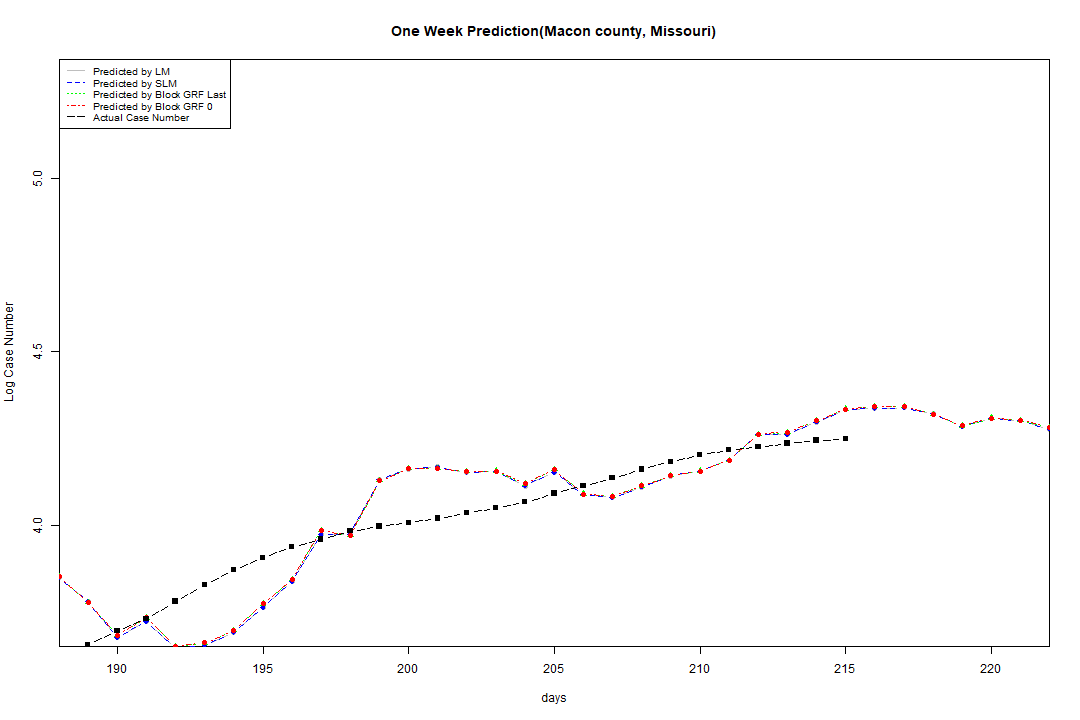 One Week Prediction(Macon county, Missouri)
Predicted by LM
Predicted by SLM
Predicted by Block GRF Last
Predicted by Block GRF 0
Actual Case Number
5.0
4.5
4.0
Log Case Number
190 195 200 205 210 215 220
days